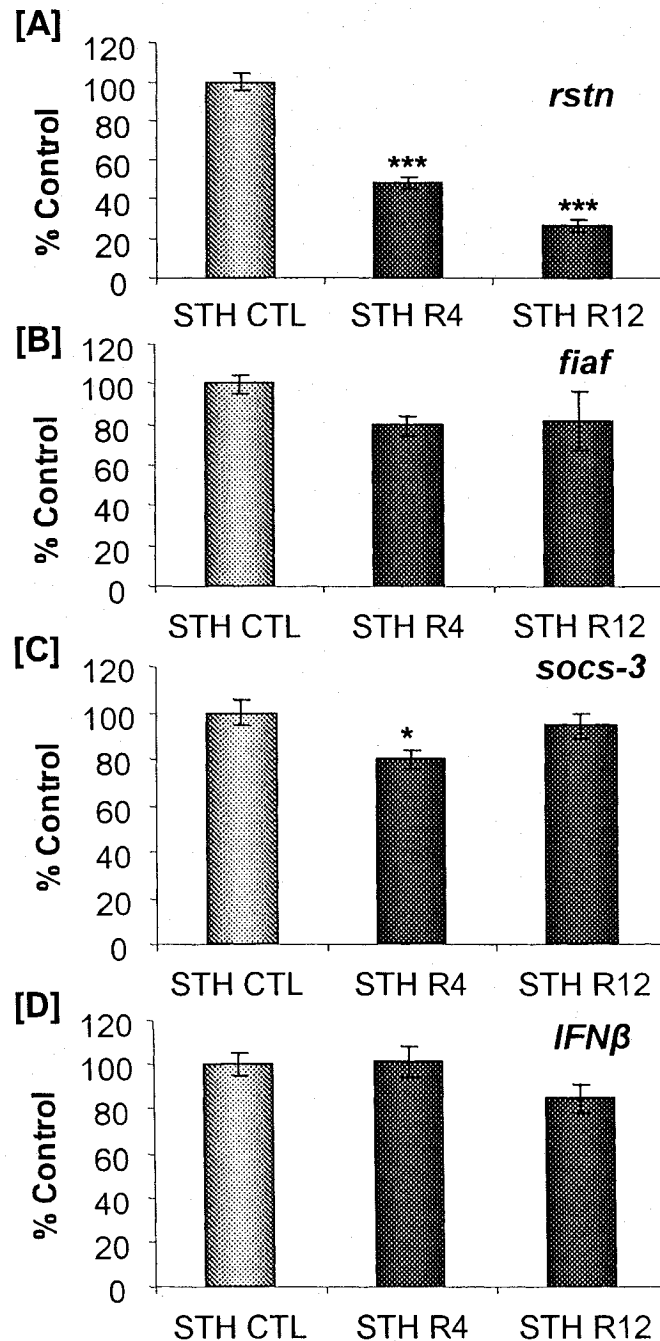 [A]
120
100
80
60
40
20
0
% Control
rstn
***
***
STH CTL STH R4 STH R12
[B]
120
100
80
60
40
20
0
% Control
fiaf
STH CTL STH R4 STH R12
[C]
120
100
80
60
40
20
0
% Control
socs-3
*
STH CTL STH R4 STH R12
[D]
120
100
80
60
40
20
0
% Control
IFNβ
STH CTL STH R4 STH R12